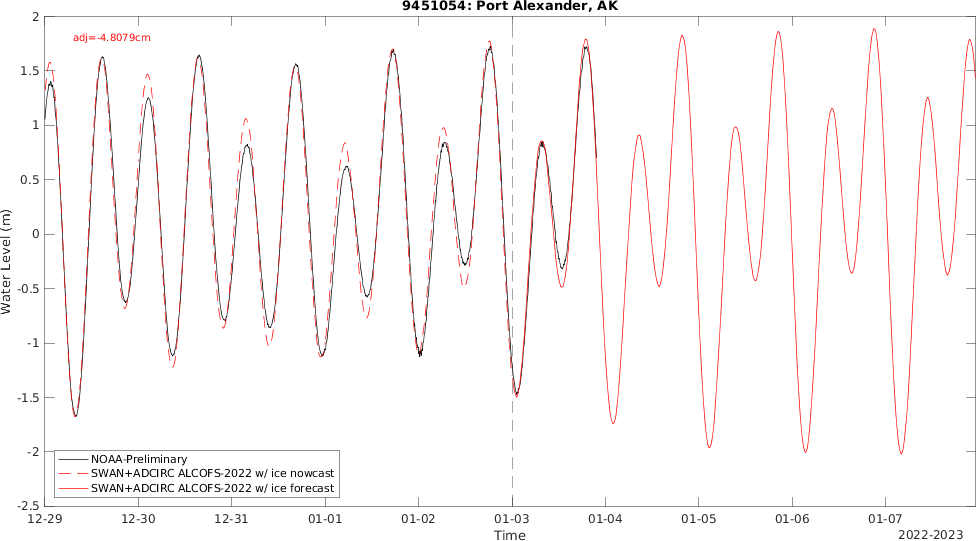 9451054: Port Alexander, AK
adj=-4.8079cm
2
1.5
1
0.5
0
-0.5
-1
-1.5
-2
-2.5
Water Level (m)
NOAA-Preliminary
SWAN+ADCIRC ALCOFS-2022 w/ ice nowcast
SWAN+ADCIRC ALCOFS-2022 w/ ice forecast
12-29 12-30 12-31 01-01 01-02 01-03 01-04 01-05 01-06 01-07
Time
2022-2023